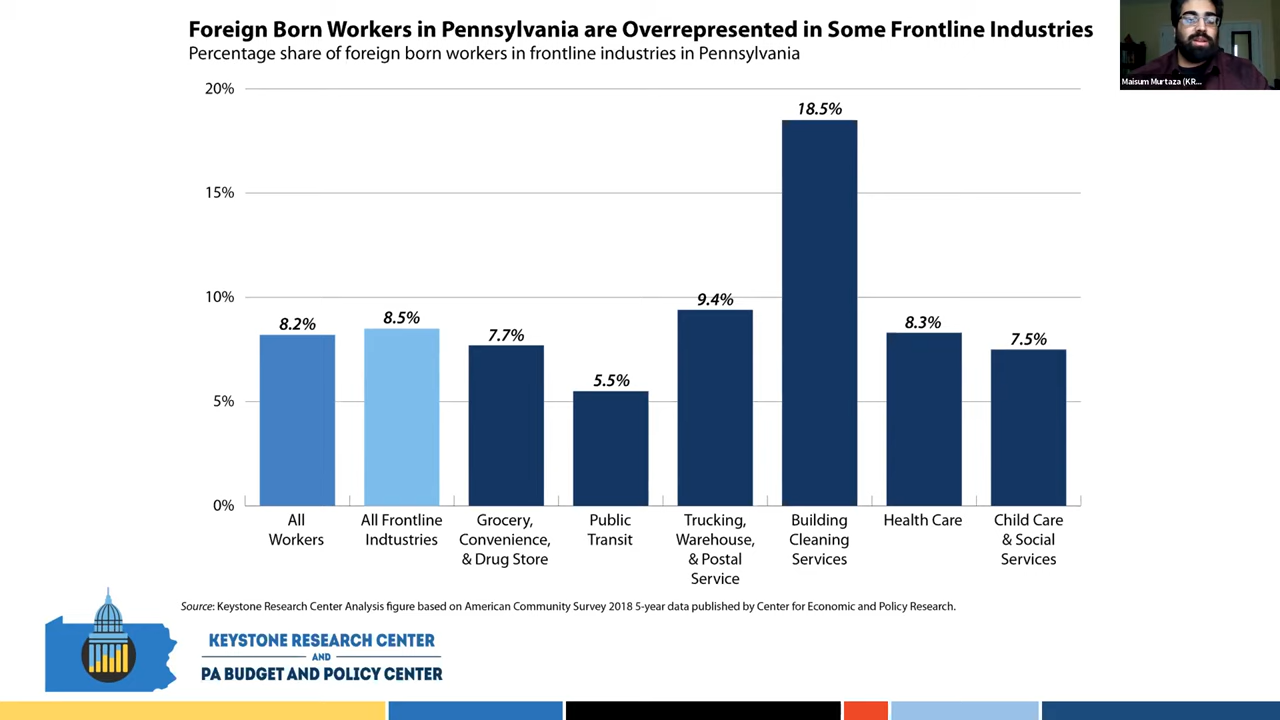 Foreign Born Workers in Pennsylvania are Overrepresented in Some Frontline Industries
Percentage share of foreign born workers in frontline industries in Pennsylvania
Maisum Murtaza (KR...
20%
15%
10%
5%
0%
8.2%
8.5%
7.7%
5.5%
9.4%
18.5%
8.3%
7.5%
All
Workers
All Frontline
Indtustries
Grocery,
Convenience,
& Drug Store
Public
Transit
Trucking,
Warehouse,
& Postal
Service
Building
Cleaning
Services
Health Care
Child Care
& Social
Services
Source: Keystone Research Center Analysis figure based on American Community Survey 2018 5-year data published by Center for Economic and Policy Research.
KEYSTONE RESEARCH CENTER
AND
PA BUDGET AND POLICY CENTER